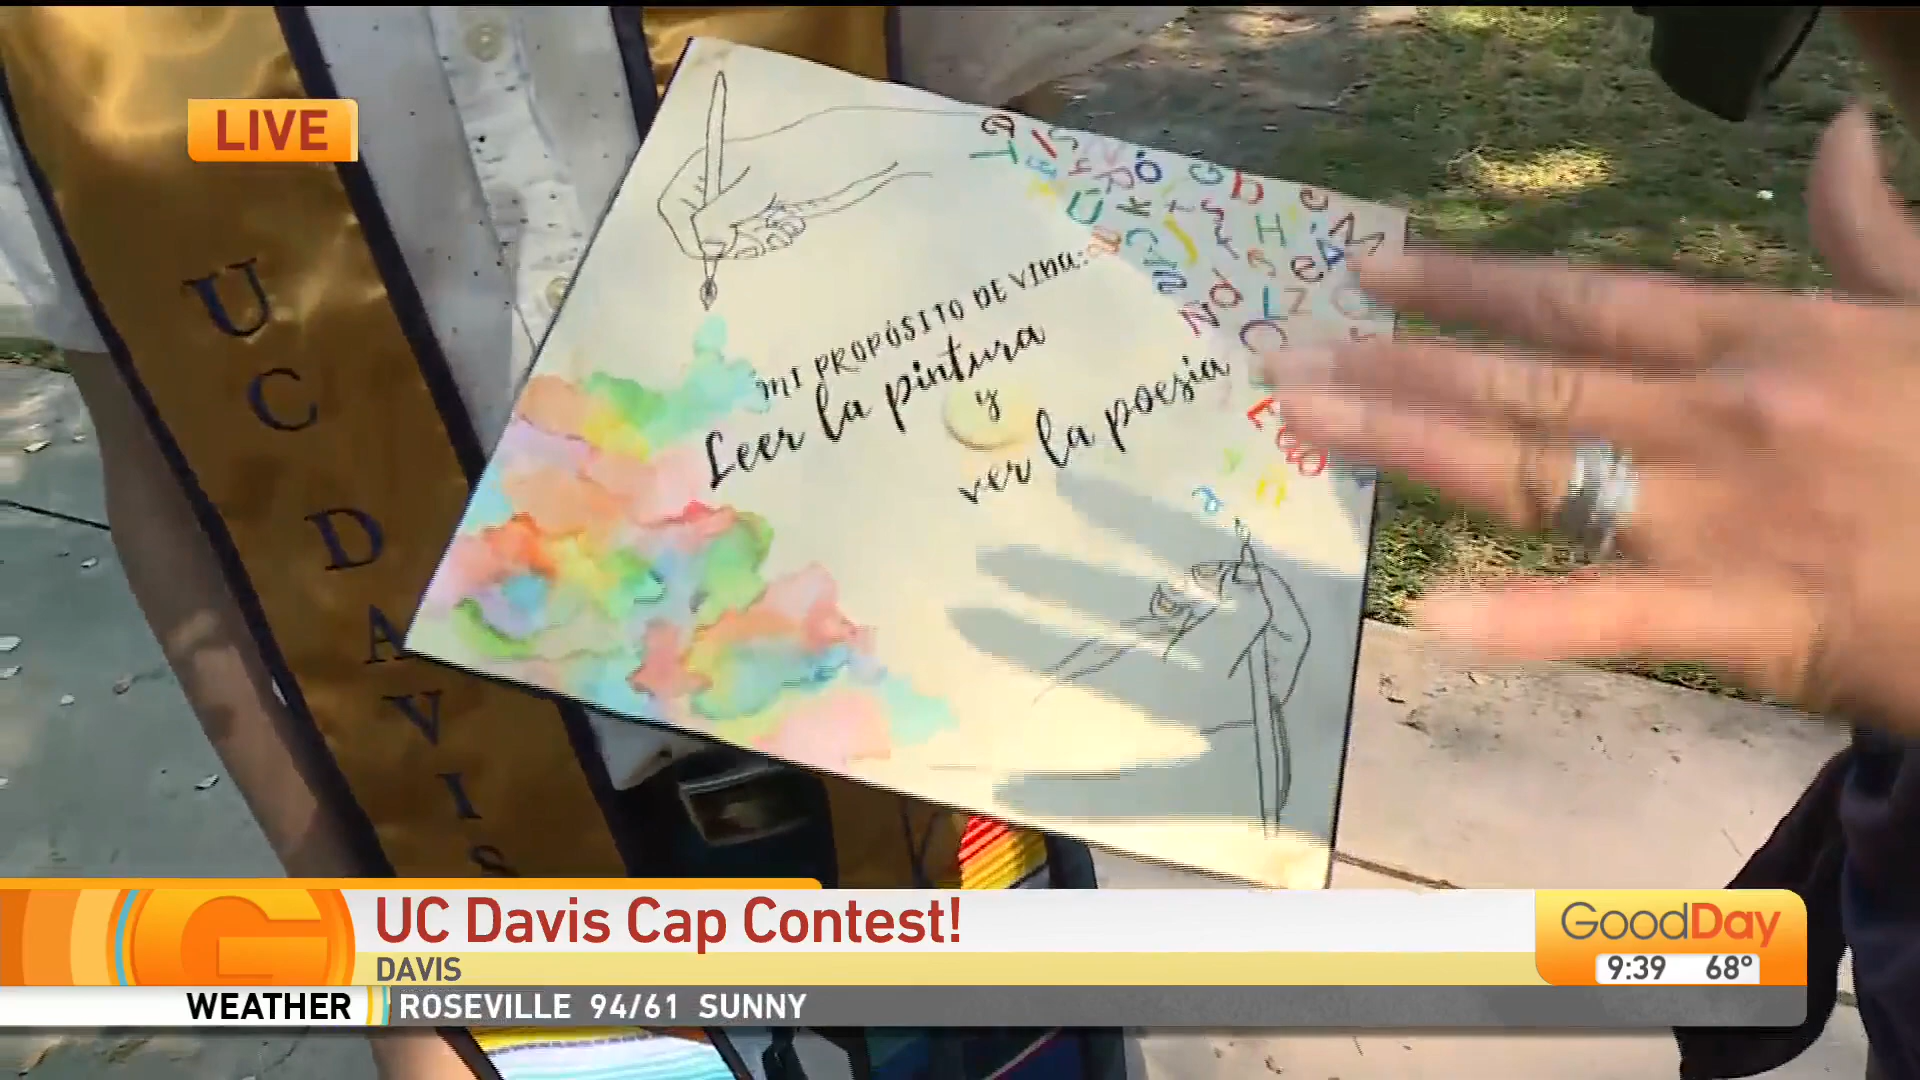 LIVE
UC DAVIS
MI PROPÓSITO DE VIDA:
Leer la pintura
y
ver la poesía
UC Davis Cap Contest!
DAVIS
GoodDay
9:39 68°
WEATHER ROSEVILLE 94/61 SUNNY